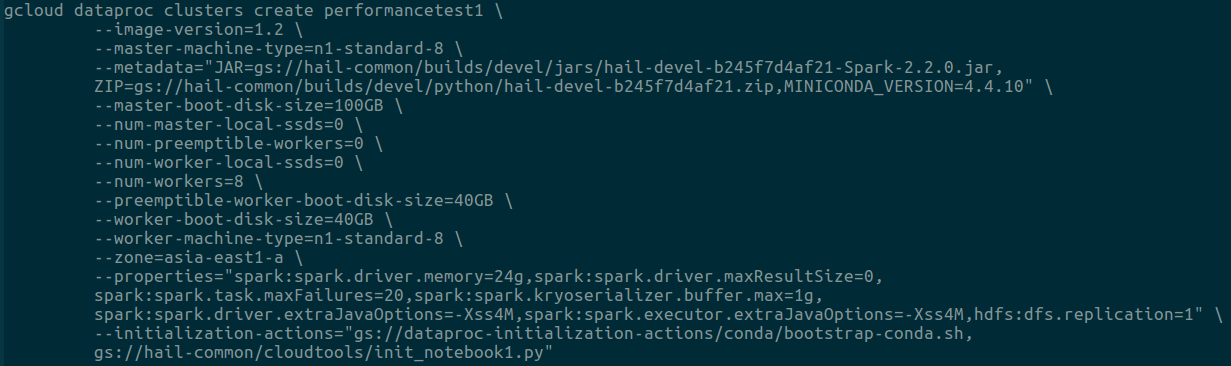 gcloud dataproc clusters create performancetest1 \
--image-version=1.2 \
--master-machine-type=n1-standard-8 \
--metadata="JAR=gs://hail-common/builds/devel/jars/hail-devel-b245f7d4af21-Spark-2.2.0.jar,
ZIP=gs://hail-common/builds/devel/python/hail-devel-b245f7d4af21.zip,MINICONDA_VERSION=4.4.10" \
--master-boot-disk-size=100GB \
--num-master-local-ssds=0 \
--num-preemptible-workers=0 \
--num-worker-local-ssds=0 \
--num-workers=8 \
--preemptible-worker-boot-disk-size=40GB \
--worker-boot-disk-size=40GB \
--worker-machine-type=n1-standard-8 \
--zone=asia-east1-a \
--properties="spark:spark.driver.memory=24g,spark:spark.driver.maxResultSize=0,
spark:spark.task.maxFailures=20,spark:spark.kryoserializer.buffer.max=1g,
spark:spark.driver.extraJavaOptions=-Xss4M,spark:spark.executor.extraJavaOptions=-Xss4M,hdfs:dfs.replication=1" \
--initialization-actions="gs://dataproc-initialization-actions/conda/bootstrap-conda.sh,
gs://hail-common/cloudtools/init_notebook1.py"